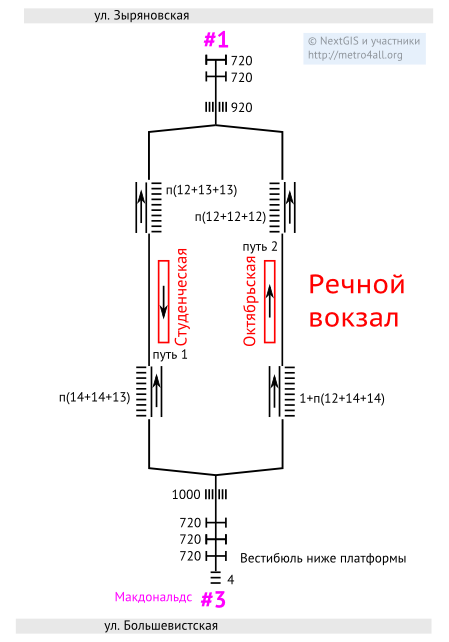 ул. Зыряновская
#1
© NextGIS и участники
http://metro4all.org
720
720
920
п(12+13+13)
п(12+12+12)
путь 2
Студенческая
Октябрьская
Речной
вокзал
путь 1
п(14+14+13)
1+п(12+14+14)
1000
720
720
720
Вестибюль ниже платформы
4
Макдональдс
#3
ул. Большевистская